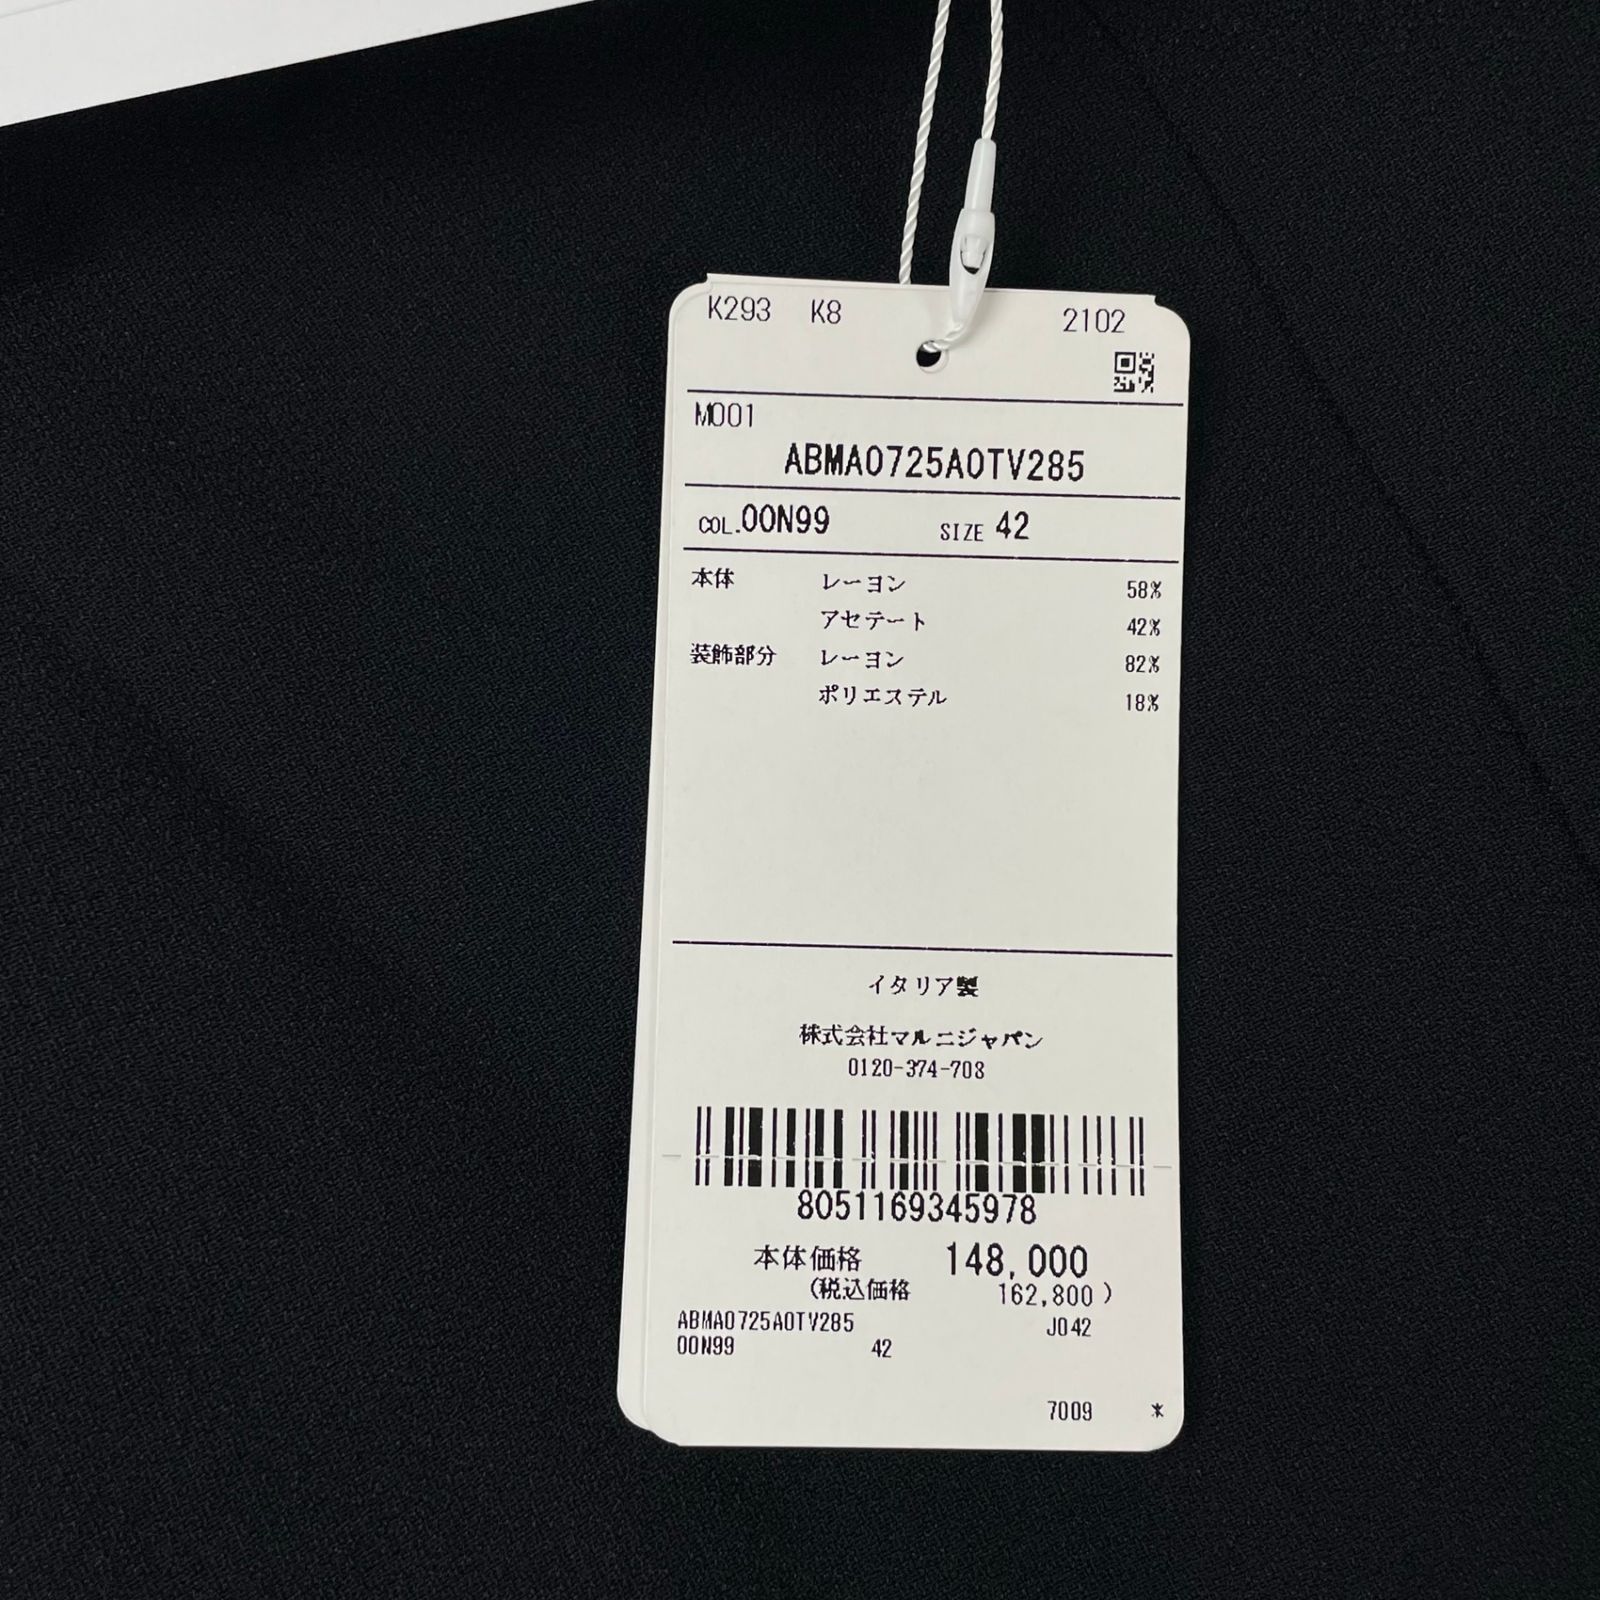 K293 K8 2102
M001
ABMA0725A0TV285
COL.00N99 SIZE 42
本体 レーヨン 58%
アセテート 42%
装飾部分 レーヨン 82%
ポリエステル 18%
イタリア製
株式会社マルニジャパン
0120-374-708
8051169345978
本体価格 148,000
(税込価格 162,800)
ABMA0725A0TV285 J042
00N99 42
7009 *